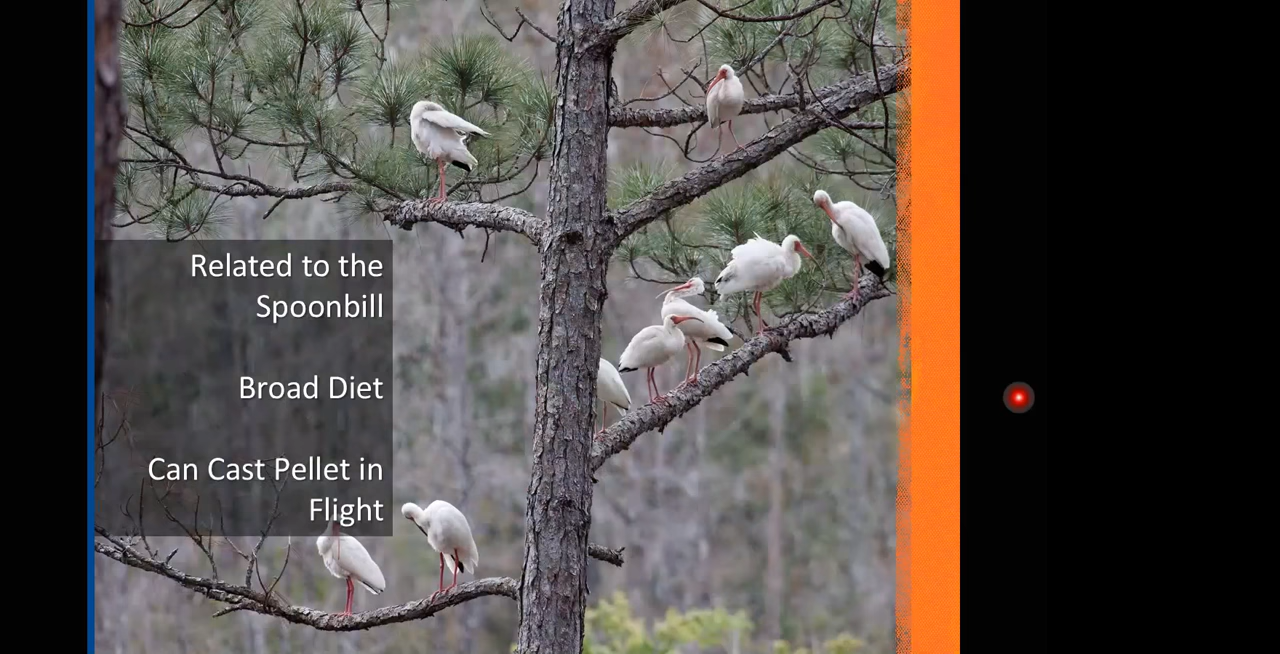 Related to the
Spoonbill
Broad Diet
Can Cast Pellet in
Flight